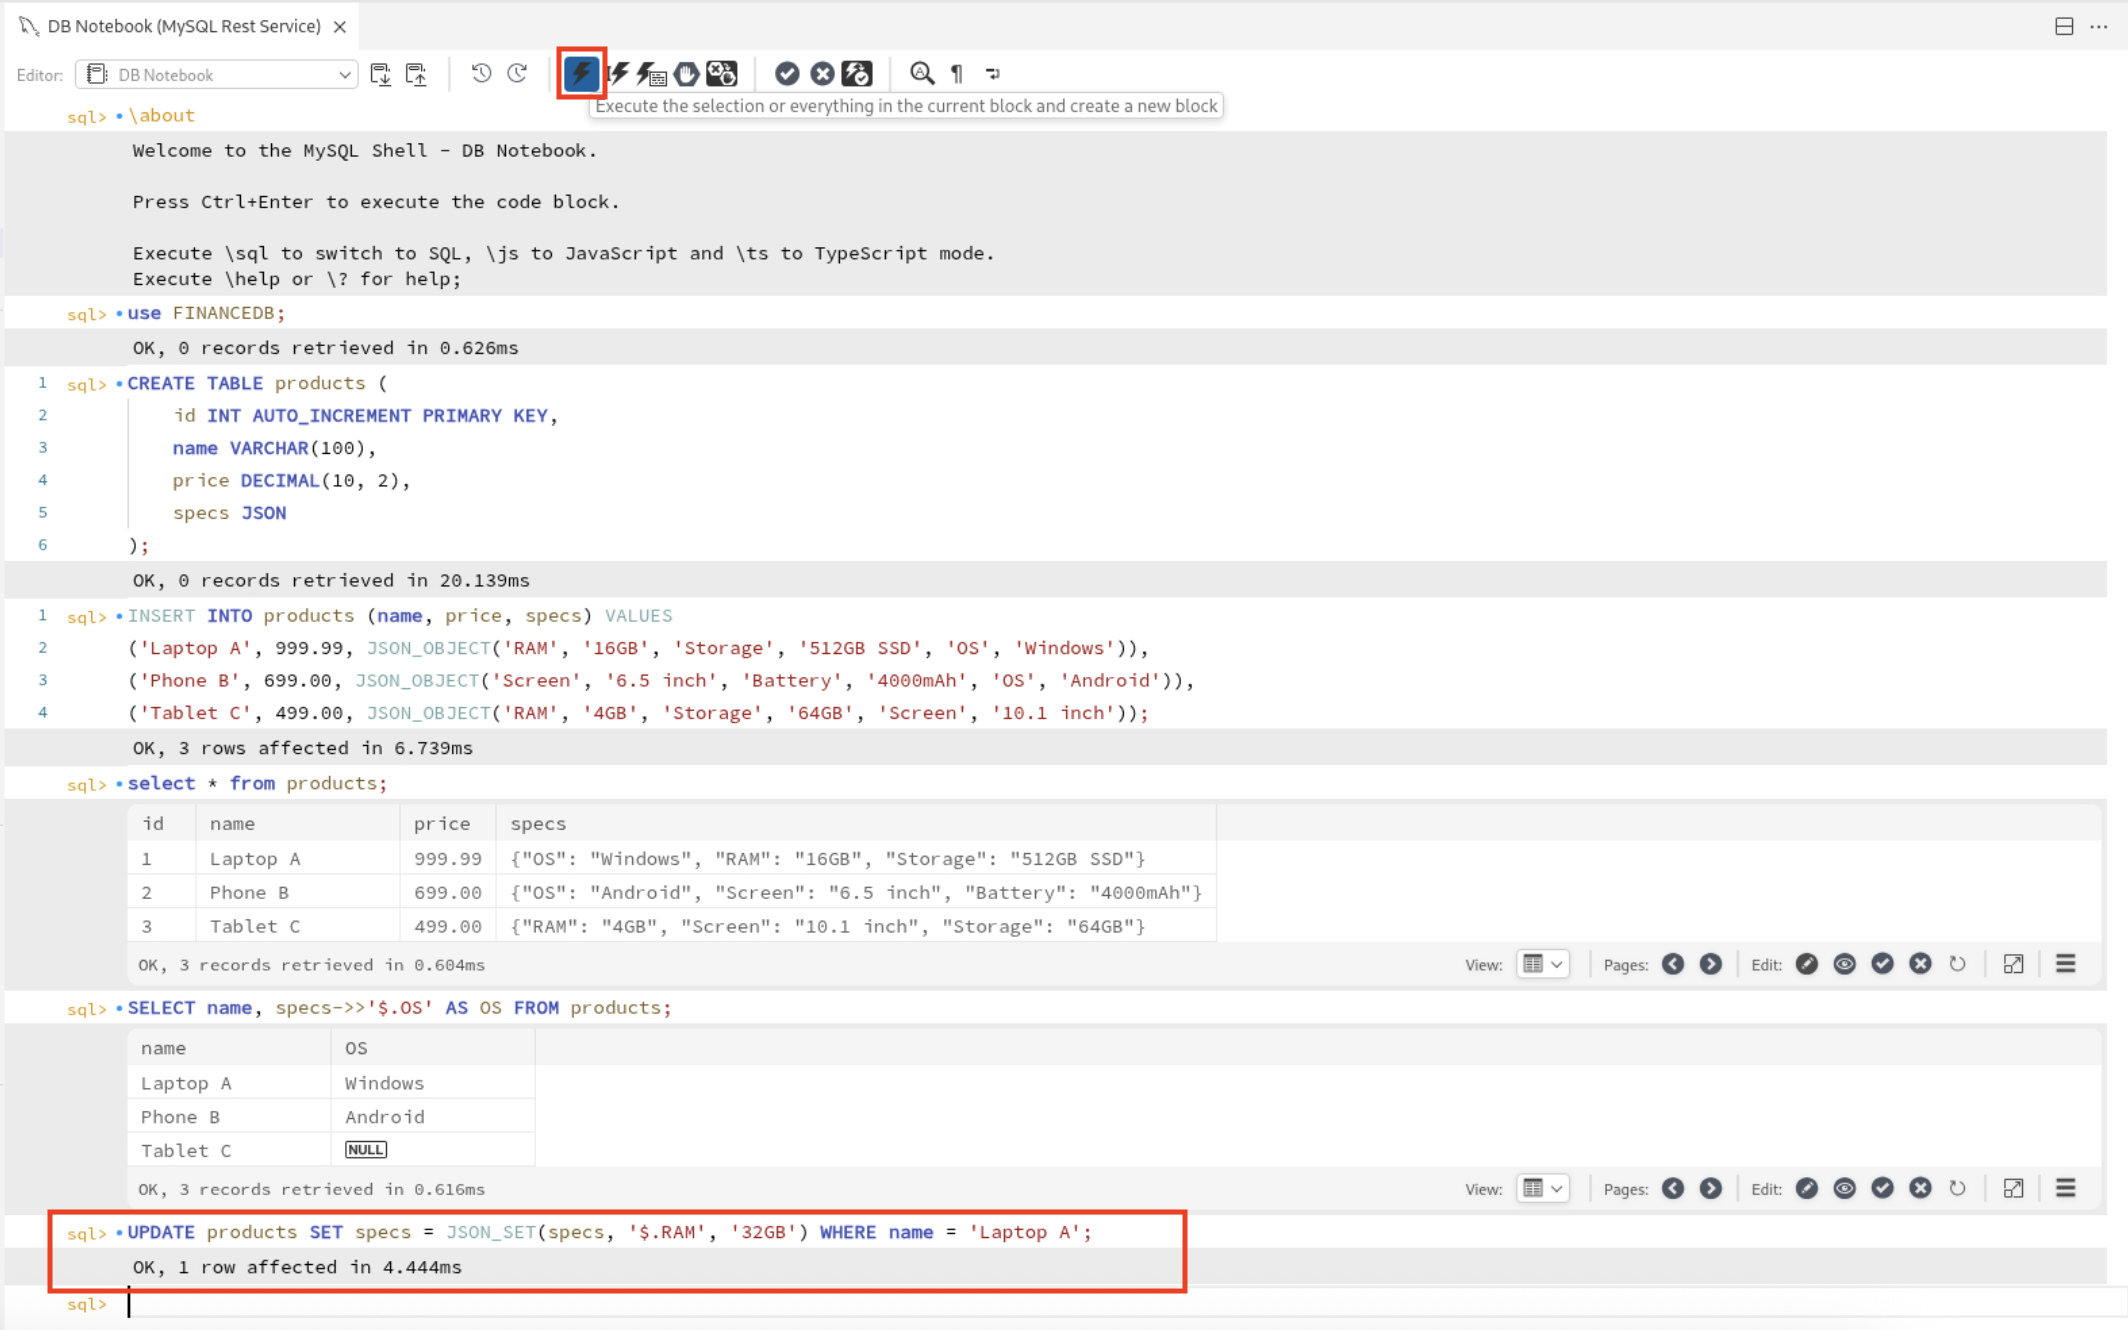 DB Notebook (MySQL Rest Service)
Editor: DB Notebook
Execute the selection or everything in the current block and create a new block
sql> \about
Welcome to the MySQL Shell - DB Notebook.
Press Ctrl+Enter to execute the code block.
Execute \sql to switch to SQL, \js to JavaScript and \ts to TypeScript mode.
Execute \help or \? for help;
sql> use FINANCEDB;
OK, 0 records retrieved in 0.626ms
1 sql> CREATE TABLE products (
2 id INT AUTO_INCREMENT PRIMARY KEY,
3 name VARCHAR(100),
4 price DECIMAL(10, 2),
5 specs JSON
6 );
OK, 0 records retrieved in 20.139ms
1 sql> INSERT INTO products (name, price, specs) VALUES
2 ('Laptop A', 999.99, JSON_OBJECT('RAM', '16GB', 'Storage', '512GB SSD', 'OS', 'Windows')),
3 ('Phone B', 699.00, JSON_OBJECT('Screen', '6.5 inch', 'Battery', '4000mAh', 'OS', 'Android')),
4 ('Tablet C', 499.00, JSON_OBJECT('RAM', '4GB', 'Storage', '64GB', 'Screen', '10.1 inch'));
OK, 3 rows affected in 6.739ms
sql> select * from products;
id name price specs
1 Laptop A 999.99 {"OS": "Windows", "RAM": "16GB", "Storage": "512GB SSD"}
2 Phone B 699.00 {"OS": "Android", "Screen": "6.5 inch", "Battery": "4000mAh"}
3 Tablet C 499.00 {"RAM": "4GB", "Screen": "10.1 inch", "Storage": "64GB"}
OK, 3 records retrieved in 0.604ms View: Pages: Edit:
sql> SELECT name, specs->>'$.OS' AS OS FROM products;
name OS
Laptop A Windows
Phone B Android
Tablet C NULL
OK, 3 records retrieved in 0.616ms View: Pages: Edit:
sql> UPDATE products SET specs = JSON_SET(specs, '$.RAM', '32GB') WHERE name = 'Laptop A';
OK, 1 row affected in 4.444ms
sql>